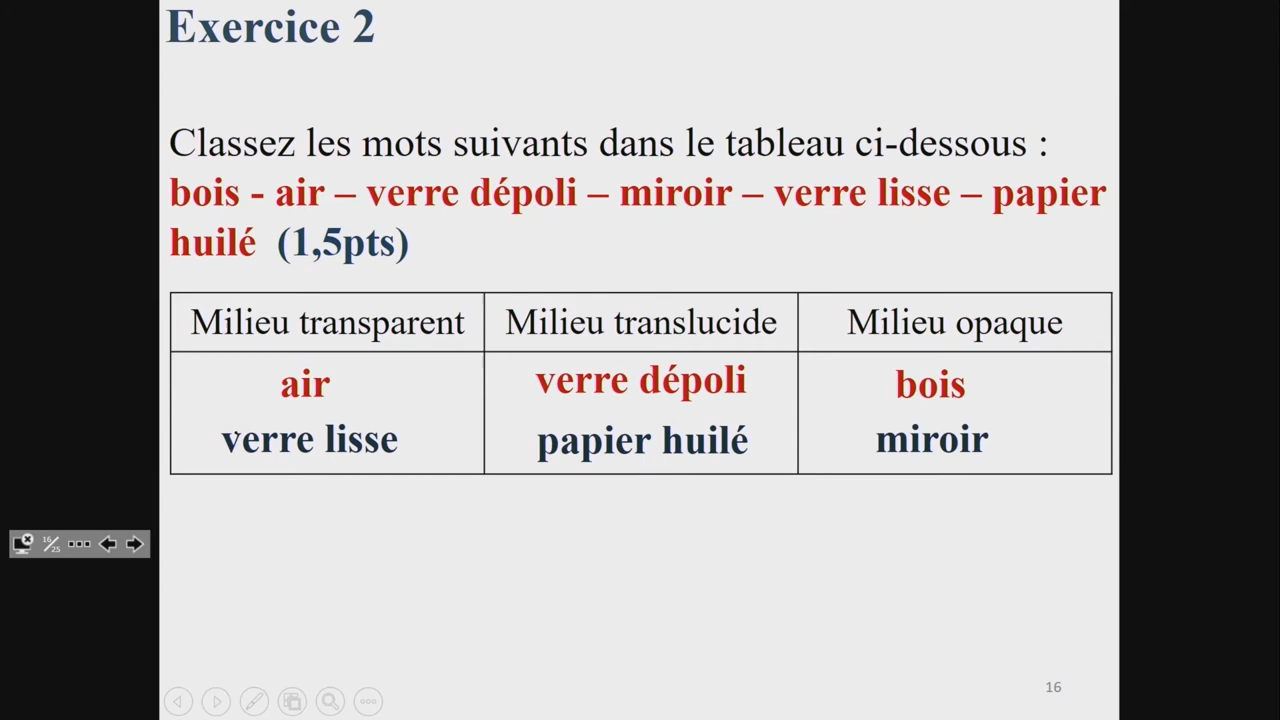 Exercice 2
Classez les mots suivants dans le tableau ci-dessous :
bois - air – verre dépoli – miroir – verre lisse – papier
huilé (1,5pts)
Milieu transparent Milieu translucide Milieu opaque
air verre dépoli bois
verre lisse papier huilé miroir
16/25
16